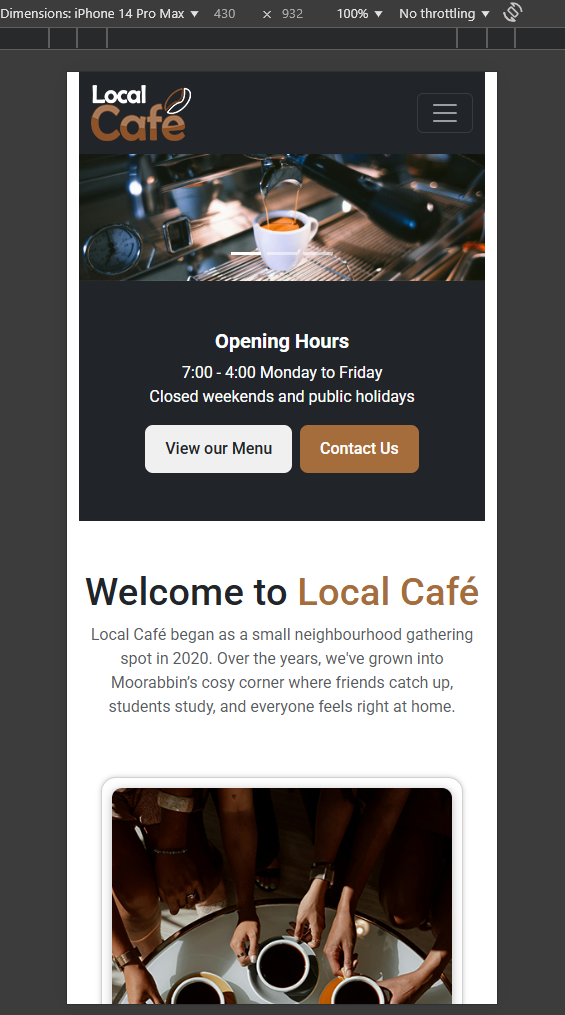 Dimensions: iPhone 14 Pro Max ▼ 430 × 932 100% ▼ No throttling ▼
Local
Café
Opening Hours
7:00 - 4:00 Monday to Friday
Closed weekends and public holidays
View our Menu Contact Us
Welcome to Local Café
Local Café began as a small neighbourhood gathering
spot in 2020. Over the years, we've grown into
Moorabbin's cosy corner where friends catch up,
students study, and everyone feels right at home.